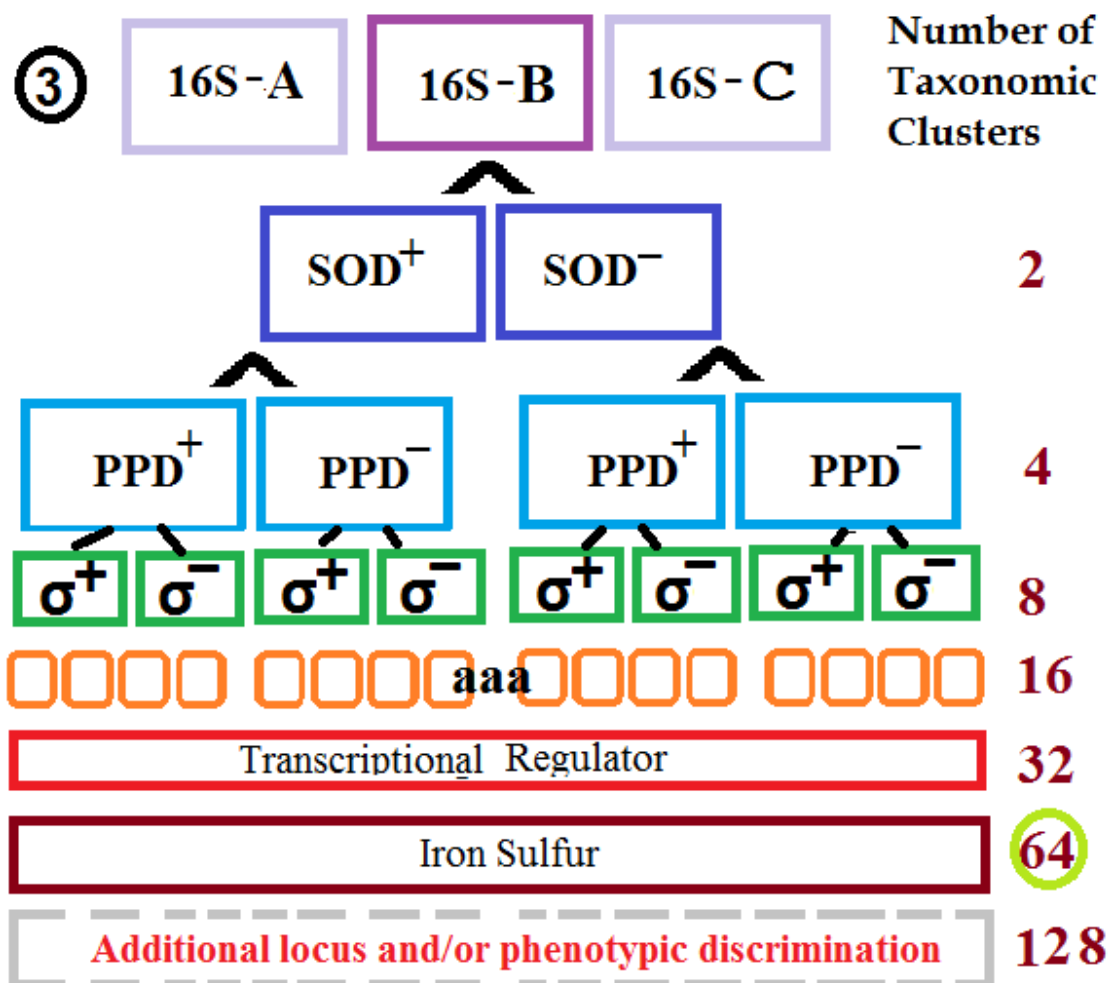 3 16S-A 16S-B 16S-C Number of
Taxonomic
Clusters
SOD⁺ SOD⁻ 2
PPD⁺ PPD⁻ PPD⁺ PPD⁻ 4
σ⁺ σ⁻ σ⁺ σ⁻ σ⁺ σ⁻ σ⁺ σ⁻ 8
aaa 16
Transcriptional Regulator 32
Iron Sulfur 64
Additional locus and/or phenotypic discrimination 128